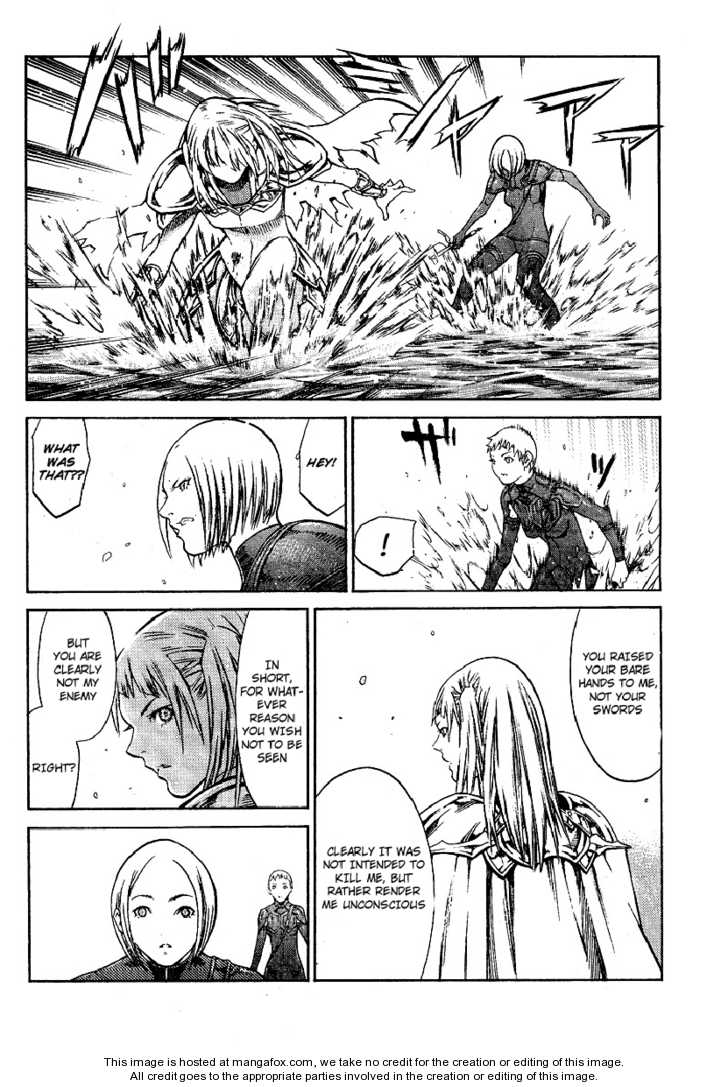 !
HEY!
WHAT
WAS
THAT??
YOU RAISED
YOUR BARE
HANDS TO ME,
NOT YOUR
SWORDS
CLEARLY IT WAS
NOT INTENDED TO
KILL ME, BUT
RATHER RENDER
ME UNCONSCIOUS
IN
SHORT,
FOR WHAT-
EVER
REASON
YOU WISH
NOT TO BE
SEEN
BUT
YOU ARE
CLEARLY
NOT MY
ENEMY
RIGHT?
This image is hosted at mangafox.com, we take no credit for the creation or editing of this image.
All credit goes to the appropriate parties involved in the creation or editing of this image.